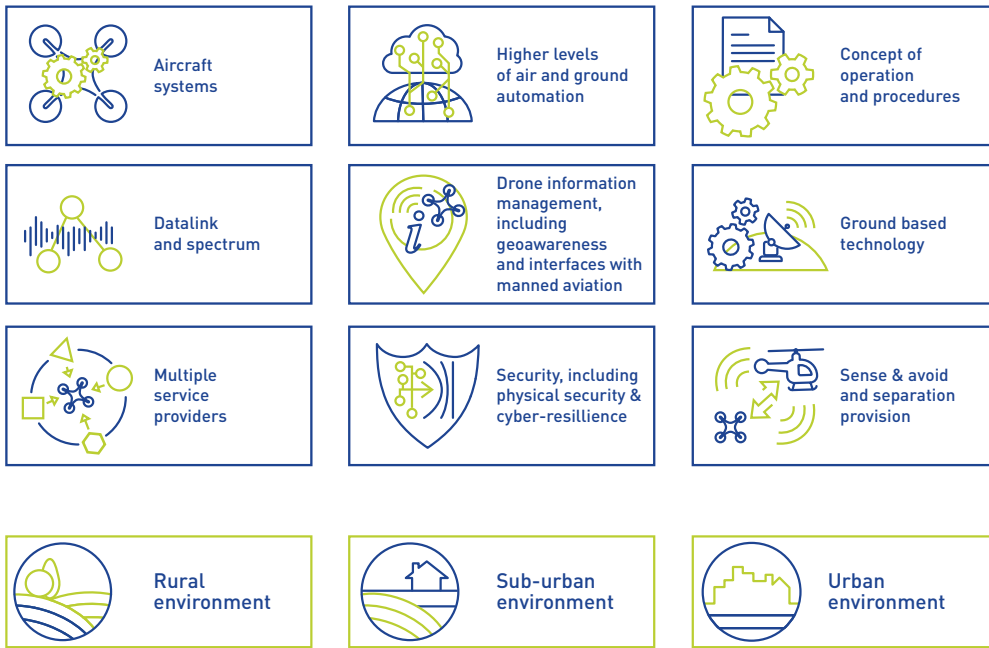 Aircraft
systems
Higher levels
of air and ground
automation
Concept of
operation
and procedures
Datalink
and spectrum
Drone information
management,
including
geoawareness
and interfaces with
manned aviation
Ground based
technology
Multiple
service
providers
Security, including
physical security &
cyber-resillience
Sense & avoid
and separation
provision
Rural
environment
Sub-urban
environment
Urban
environment